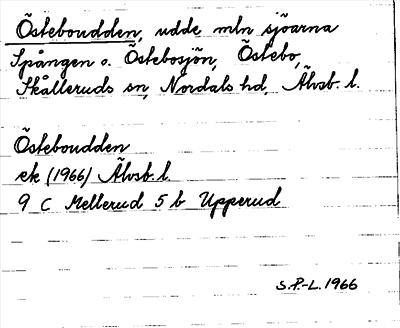 Östeboudden, udde mln sjöarna
Spången o. Östebosjön, Östebo,
Skålleruds sn, Nordals hd, Älvsb. l.
Östeboudden
ek (1966) Älvsb. l.
9 C Mellerud 5 b Upperud
S.P.-L. 1966